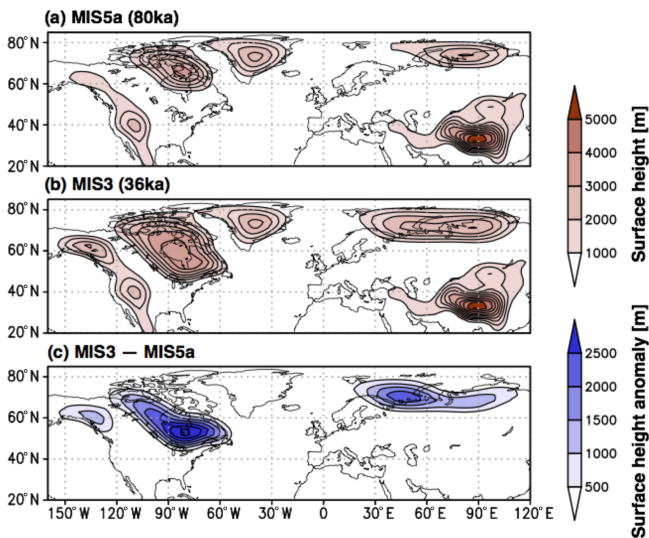 (a) MIS5a (80ka)
80°N
60°N
40°N
20°N
(b) MIS3 (36ka)
80°N
60°N
40°N
20°N
(c) MIS3 — MIS5a
80°N
60°N
40°N
20°N
150°W 120°W 90°W 60°W 30°W 0 30°E 60°E 90°E 120°E
5000
4000
3000
2000
1000
Surface height [m]
2500
2000
1500
1000
500
Surface height anomaly [m]